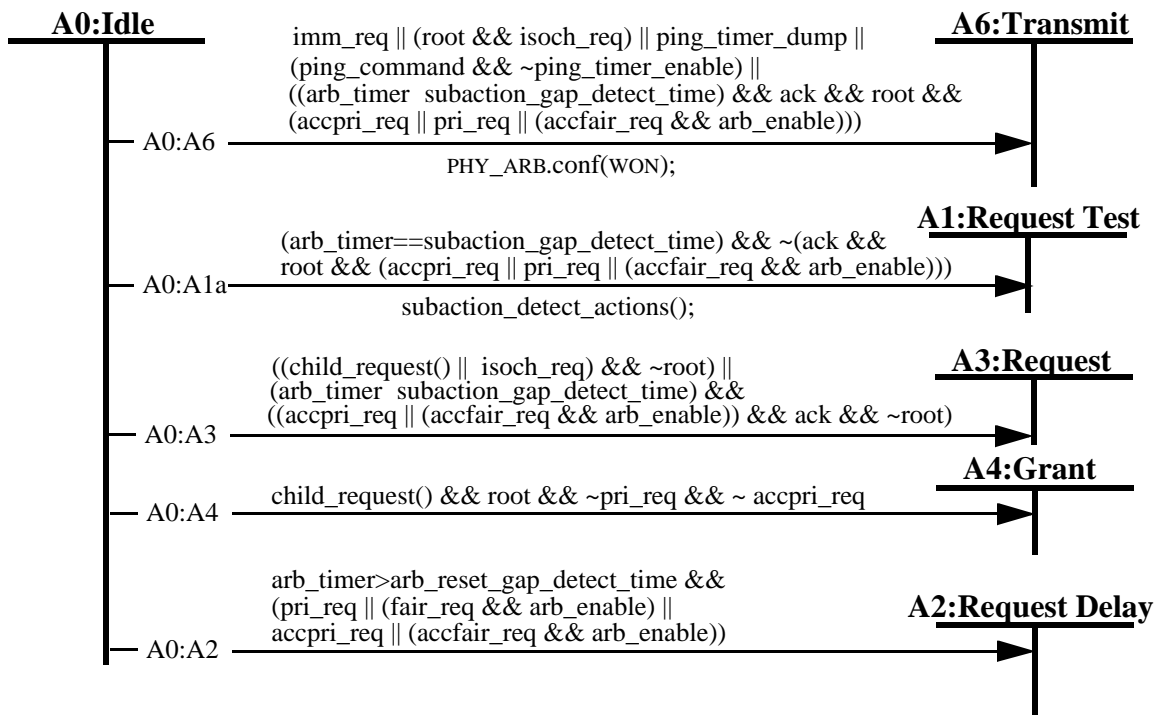 A0:Idle
A6:Transmit
imm_req || (root && isoch_req) || ping_timer_dump ||
(ping_command && ~ping_timer_enable) ||
((arb_timer  subaction_gap_detect_time) && ack && root &&
(accpri_req || pri_req || (accfair_req && arb_enable)))
A0:A6
PHY_ARB.conf(WON);
A1:Request Test
(arb_timer==subaction_gap_detect_time) && ~(ack &&
root && (accpri_req || pri_req || (accfair_req && arb_enable)))
A0:A1a
subaction_detect_actions();
A3:Request
((child_request() ||  isoch_req) && ~root) ||
(arb_timer  subaction_gap_detect_time) &&
((accpri_req || (accfair_req && arb_enable)) && ack && ~root)
A0:A3
A4:Grant
child_request() && root && ~pri_req && ~ accpri_req
A0:A4
arb_timer>arb_reset_gap_detect_time &&
(pri_req || (fair_req && arb_enable) ||
accpri_req || (accfair_req && arb_enable))
A2:Request Delay
A0:A2